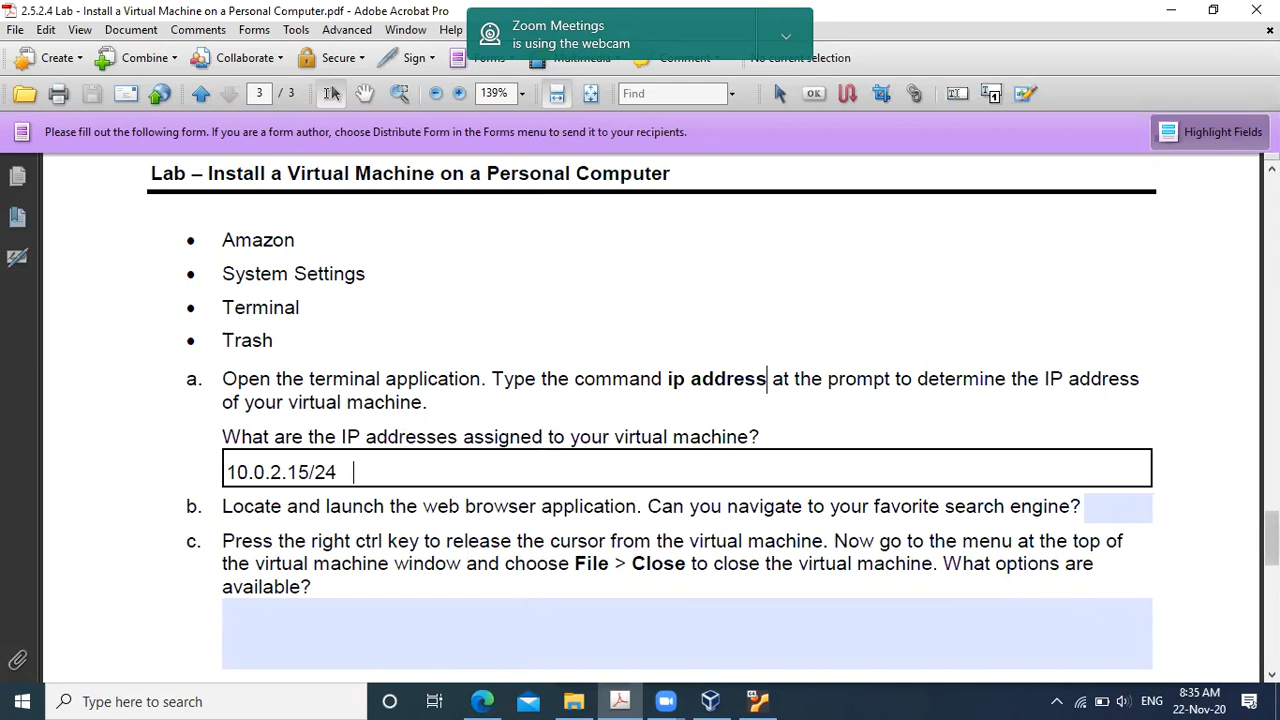 2.5.2.4 Lab - Install a Virtual Machine on a Personal Computer.pdf - Adobe Acrobat Pro
Zoom Meetings
is using the webcam
File Edit View Document Comments Forms Tools Advanced Window Help
Create Combine Collaborate Secure Sign Forms Multimedia Comment No current selection
3 / 3 139% Find OK
Please fill out the following form. If you are a form author, choose Distribute Form in the Forms menu to send it to your recipients. Highlight Fields
Lab – Install a Virtual Machine on a Personal Computer
• Amazon
• System Settings
• Terminal
• Trash
a. Open the terminal application. Type the command ip address at the prompt to determine the IP address
of your virtual machine.
What are the IP addresses assigned to your virtual machine?
10.0.2.15/24
b. Locate and launch the web browser application. Can you navigate to your favorite search engine?
c. Press the right ctrl key to release the cursor from the virtual machine. Now go to the menu at the top of
the virtual machine window and choose File > Close to close the virtual machine. What options are
available?
Type here to search
ENG
8:35 AM
22-Nov-20